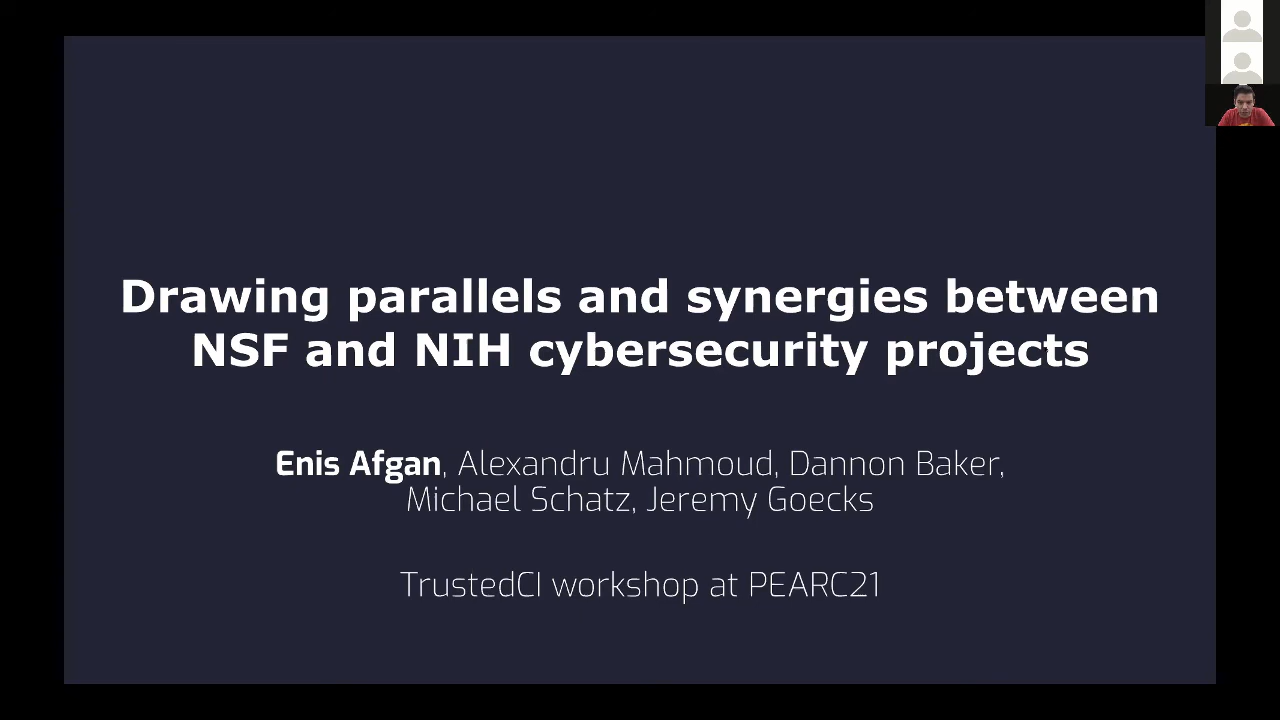 Drawing parallels and synergies between
NSF and NIH cybersecurity projects
Enis Afgan, Alexandru Mahmoud, Dannon Baker,
Michael Schatz, Jeremy Goecks
TrustedCI workshop at PEARC21